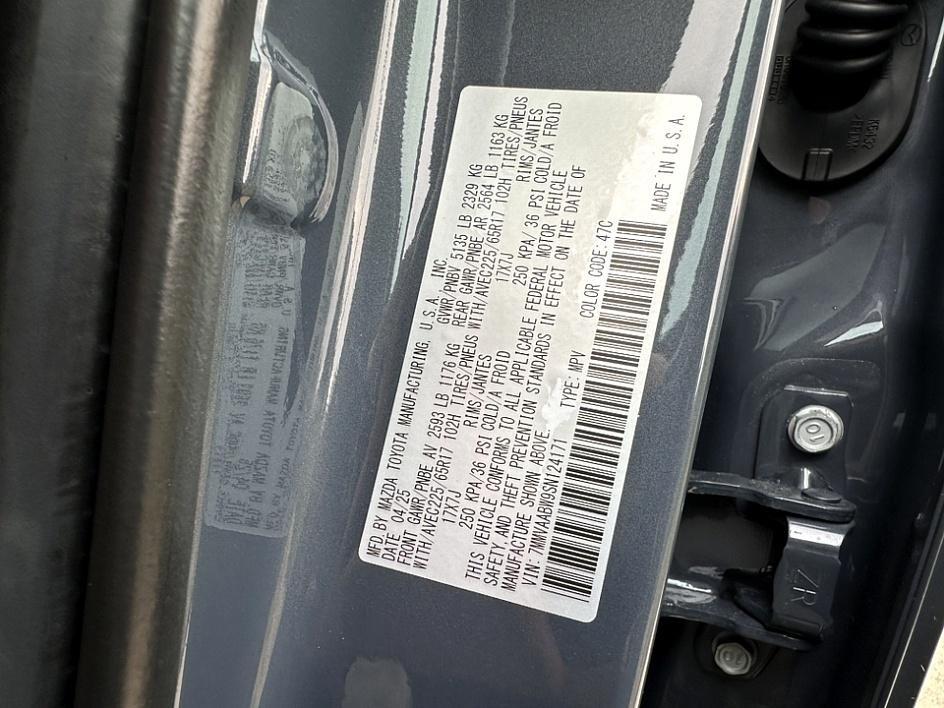 MFD.BY MAZDA TOYOTA MANUFACTURING, U.S.A., INC.
DATE 04/25 GVWR/PNBV 5135 LB 2329 KG
FRONT GAWR/PNBE AV 2593 LB 1176 KG REAR GAWR/PNBE AR 2564 LB 1163 KG
WITH/AVEC225/65R17 102H TIRES/PNEUS WITH/AVEC225/65R17 102H TIRES/PNEUS
17X7J RIMS/JANTES 17X7J RIMS/JANTES
250 KPA/36 PSI COLD/A FROID 250 KPA/ 36 PSI COLD/A FROID
THIS VEHICLE CONFORMS TO ALL APPLICABLE FEDERAL MOTOR VEHICLE
SAFETY, AND THEFT PREVENTION STANDARDS IN EFFECT ON THE DATE OF
MANUFACTURE SHOWN ABOVE.
VIN: TYPE: MPV COLOR CODE:47C
MADE IN U.S.A.
10
ZR